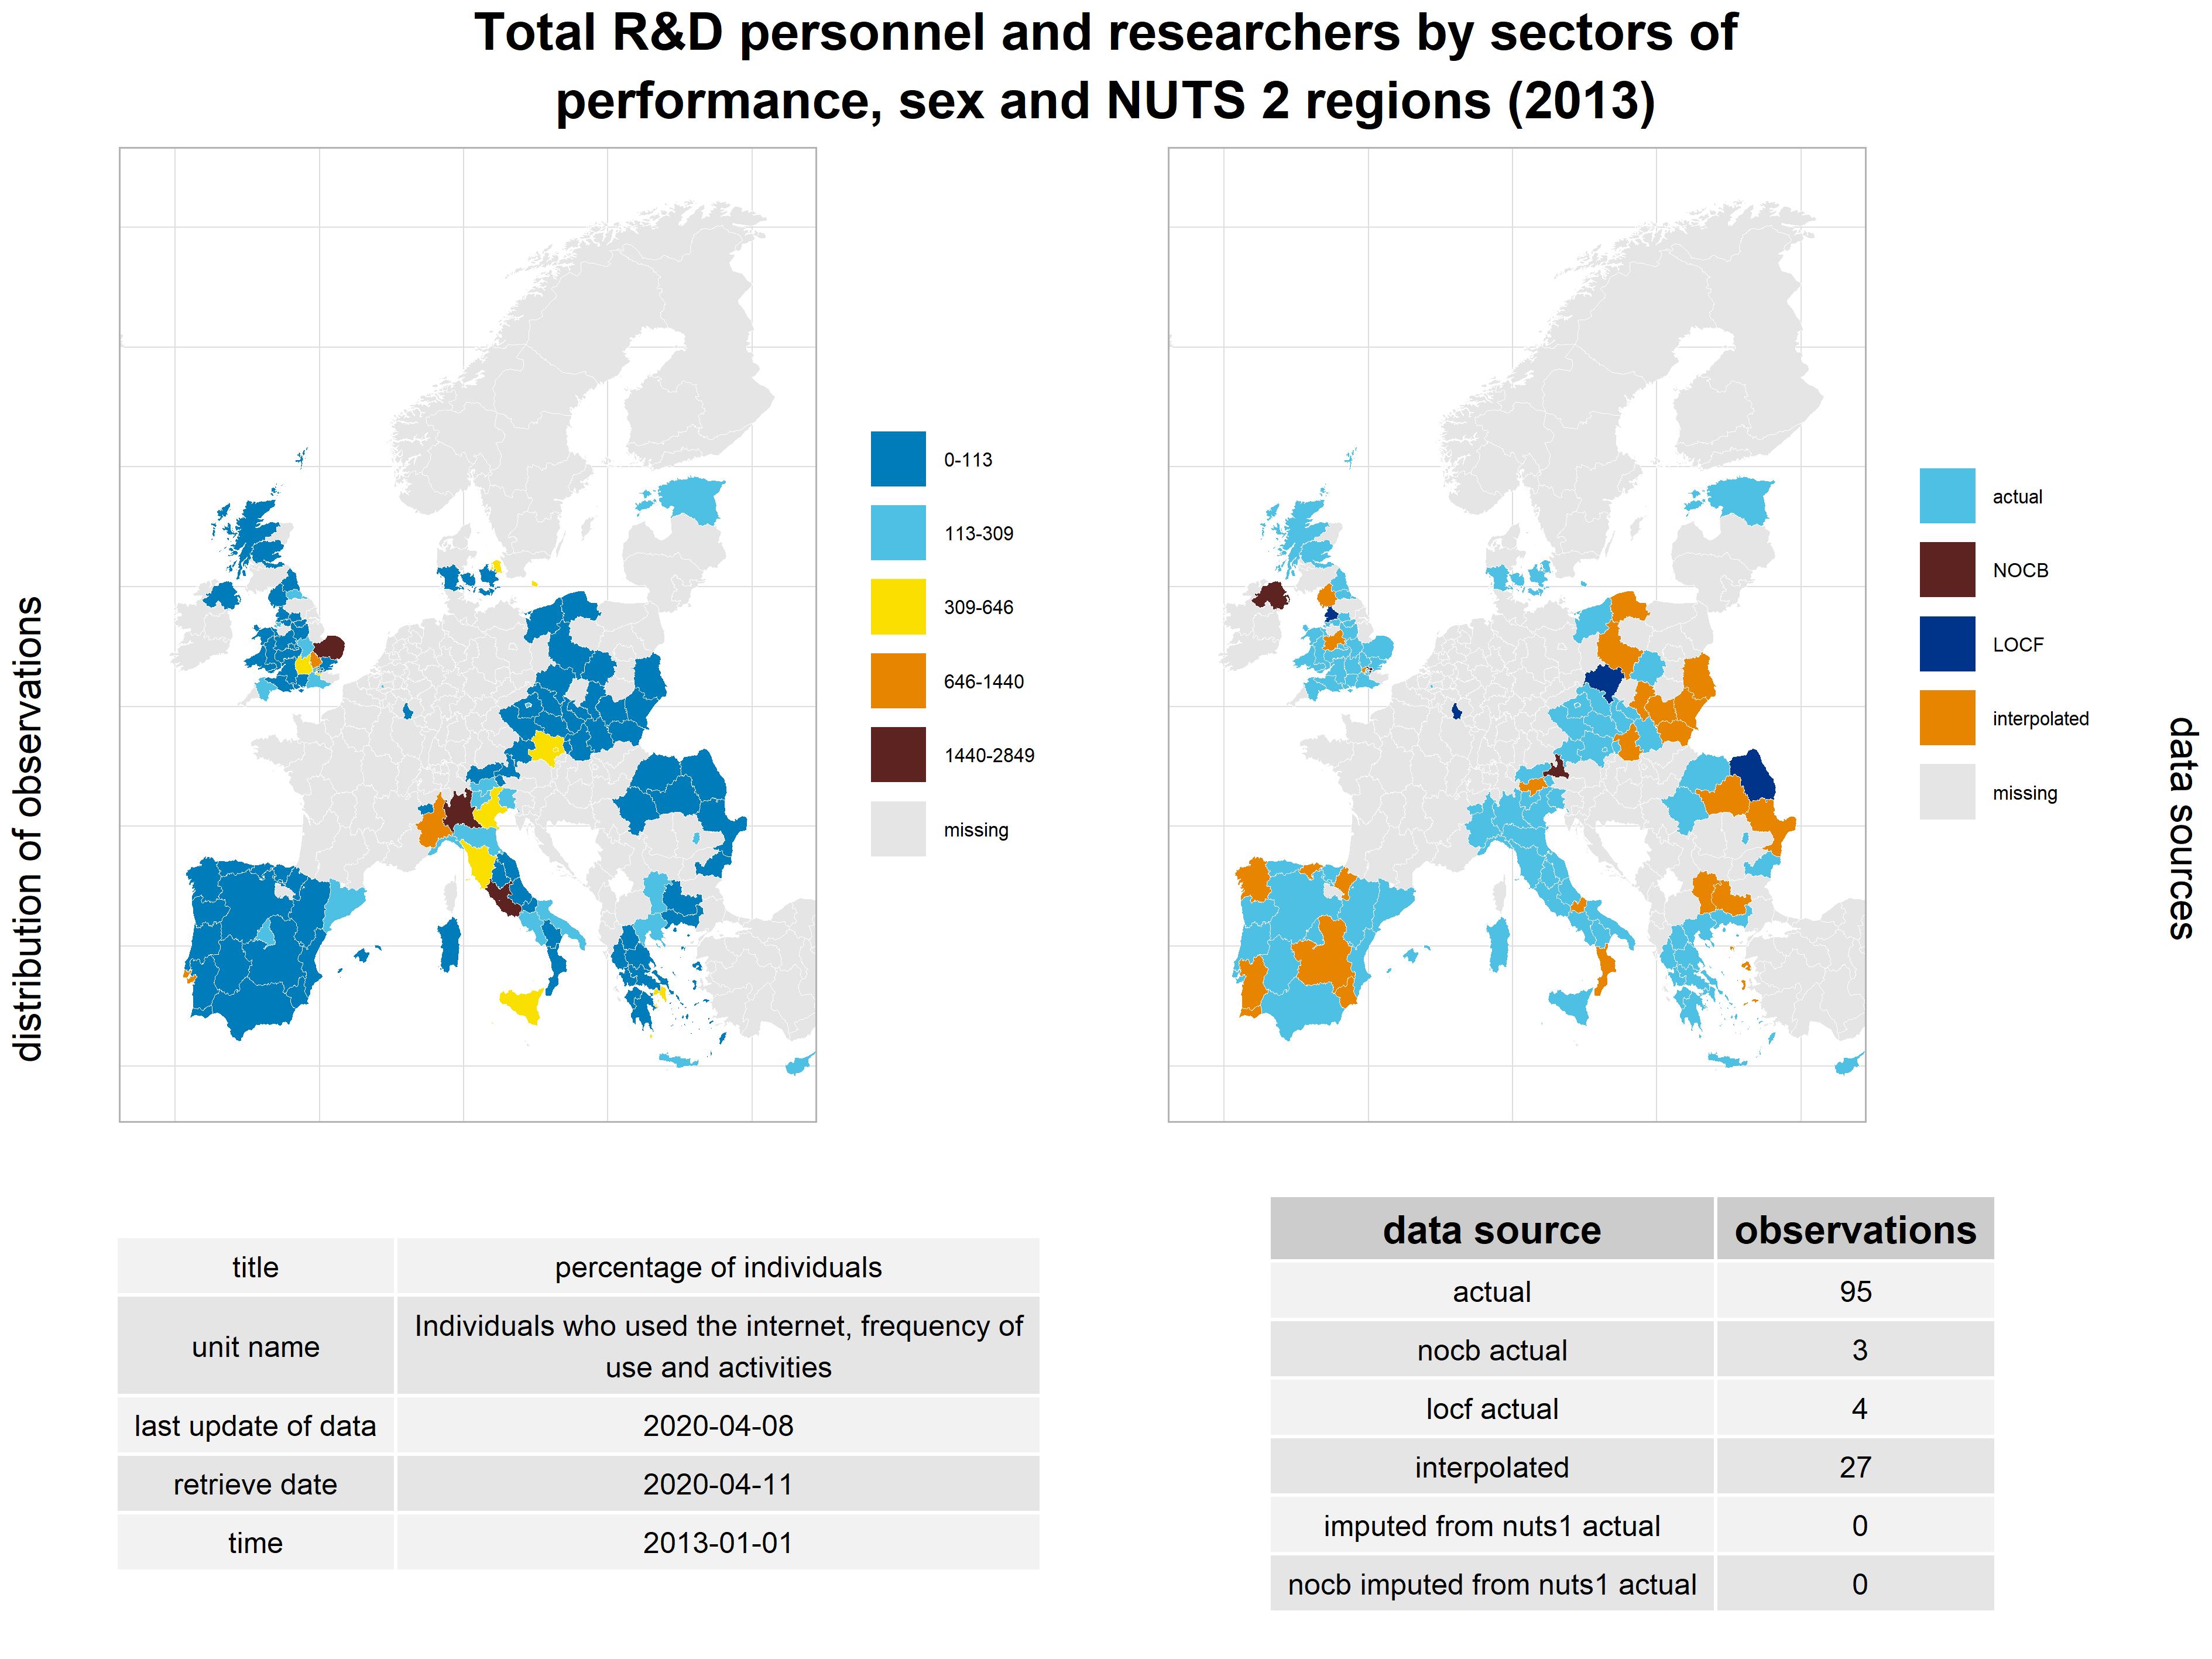 Total R&D personnel and researchers by sectors of
performance, sex and NUTS 2 regions (2013)
distribution of observations
0-113
113-309
309-646
646-1440
1440-2849
missing
actual
NOCB
LOCF
interpolated
missing
data sources
title percentage of individuals
unit name Individuals who used the internet, frequency of
use and activities
last update of data 2020-04-08
retrieve date 2020-04-11
time 2013-01-01
data source observations
actual 95
nocb actual 3
locf actual 4
interpolated 27
imputed from nuts1 actual 0
nocb imputed from nuts1 actual 0